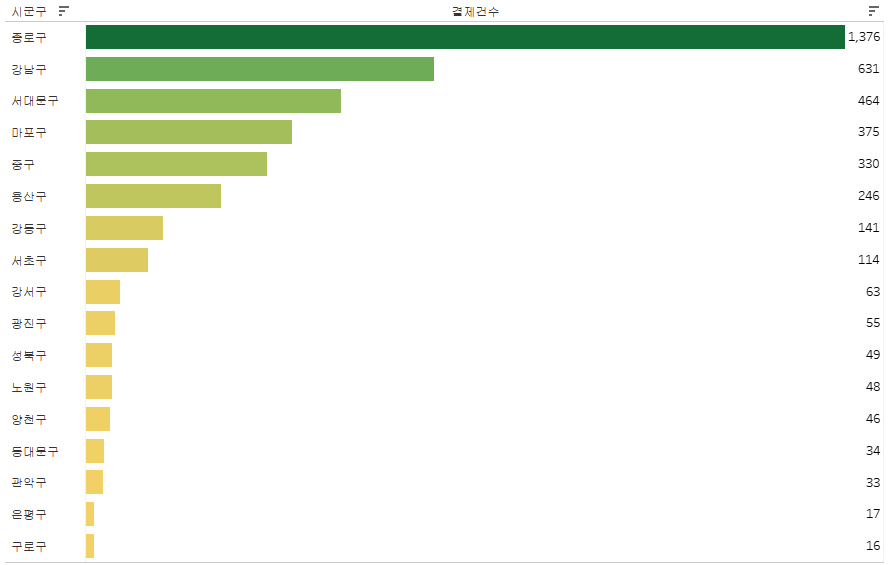 시군구 결제건수
종로구 1,376
강남구 631
서대문구 464
마포구 375
중구 330
용산구 246
강동구 141
서초구 114
강서구 63
광진구 55
성북구 49
노원구 48
양천구 46
동대문구 34
관악구 33
은평구 17
구로구 16